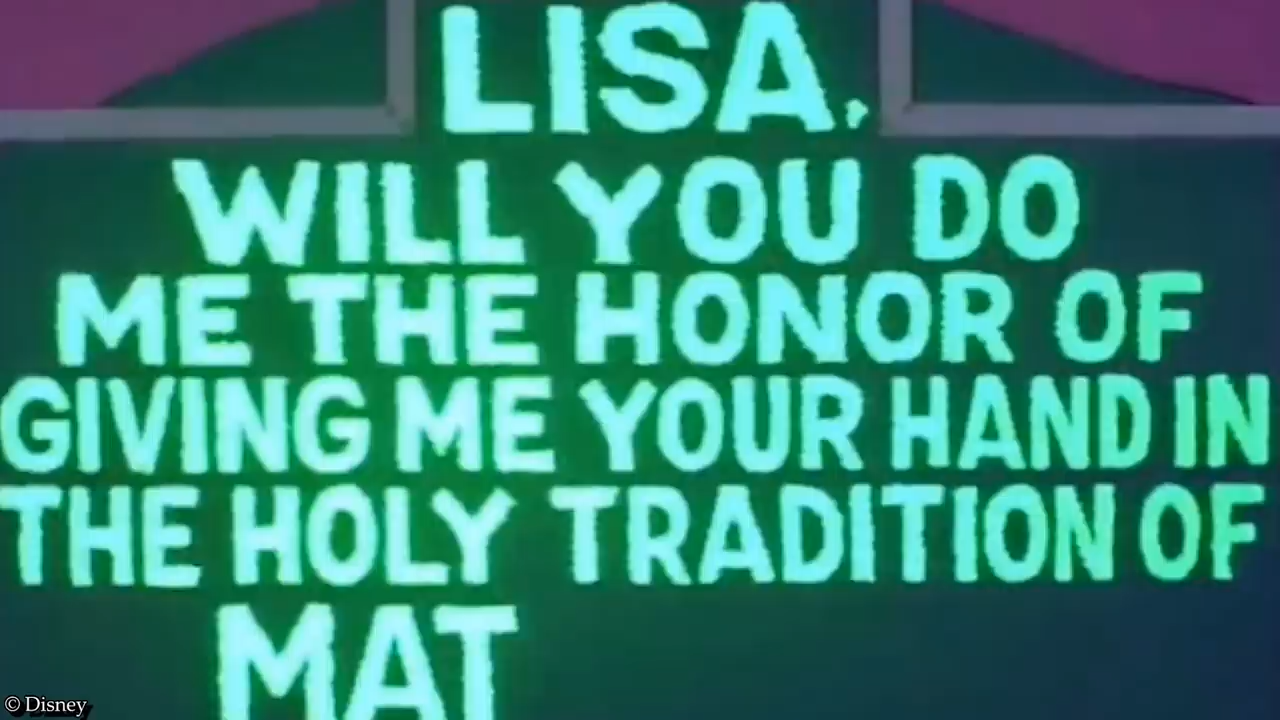 LISA,
WILL YOU DO
ME THE HONOR OF
GIVING ME YOUR HAND IN
THE HOLY TRADITION OF
MAT
© Disney